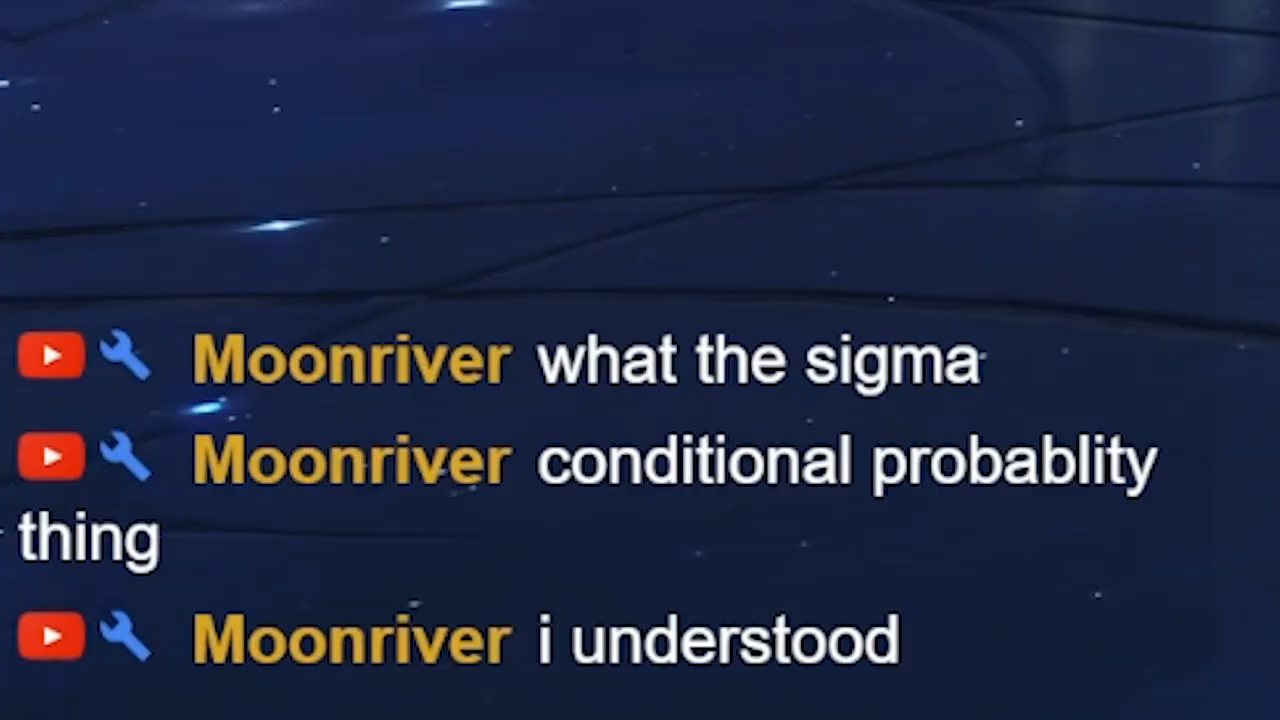 Moonriver what the sigma
Moonriver conditional probablity
thing
Moonriver i understood